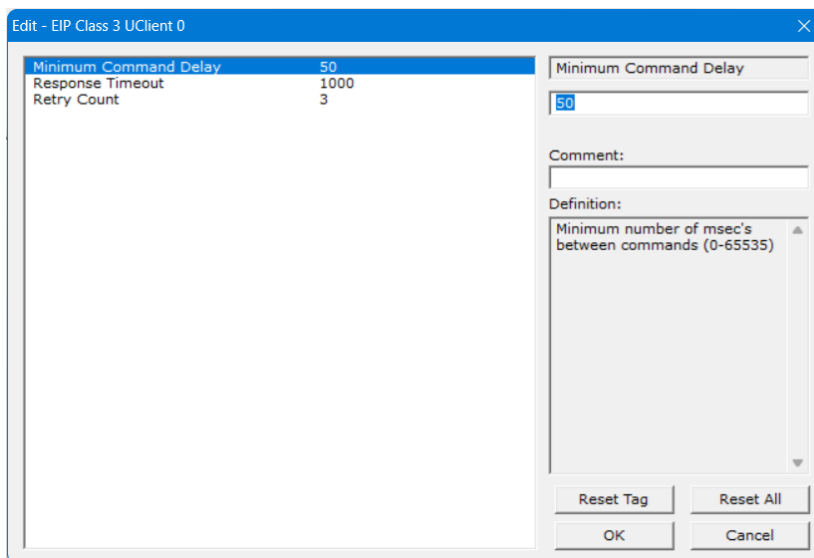 Edit - EIP Class 3 UClient 0
Minimum Command Delay 50
Response Timeout 1000
Retry Count 3
Minimum Command Delay
50
Comment:
Definition:
Minimum number of msec's
between commands (0-65535)
Reset Tag Reset All
OK Cancel